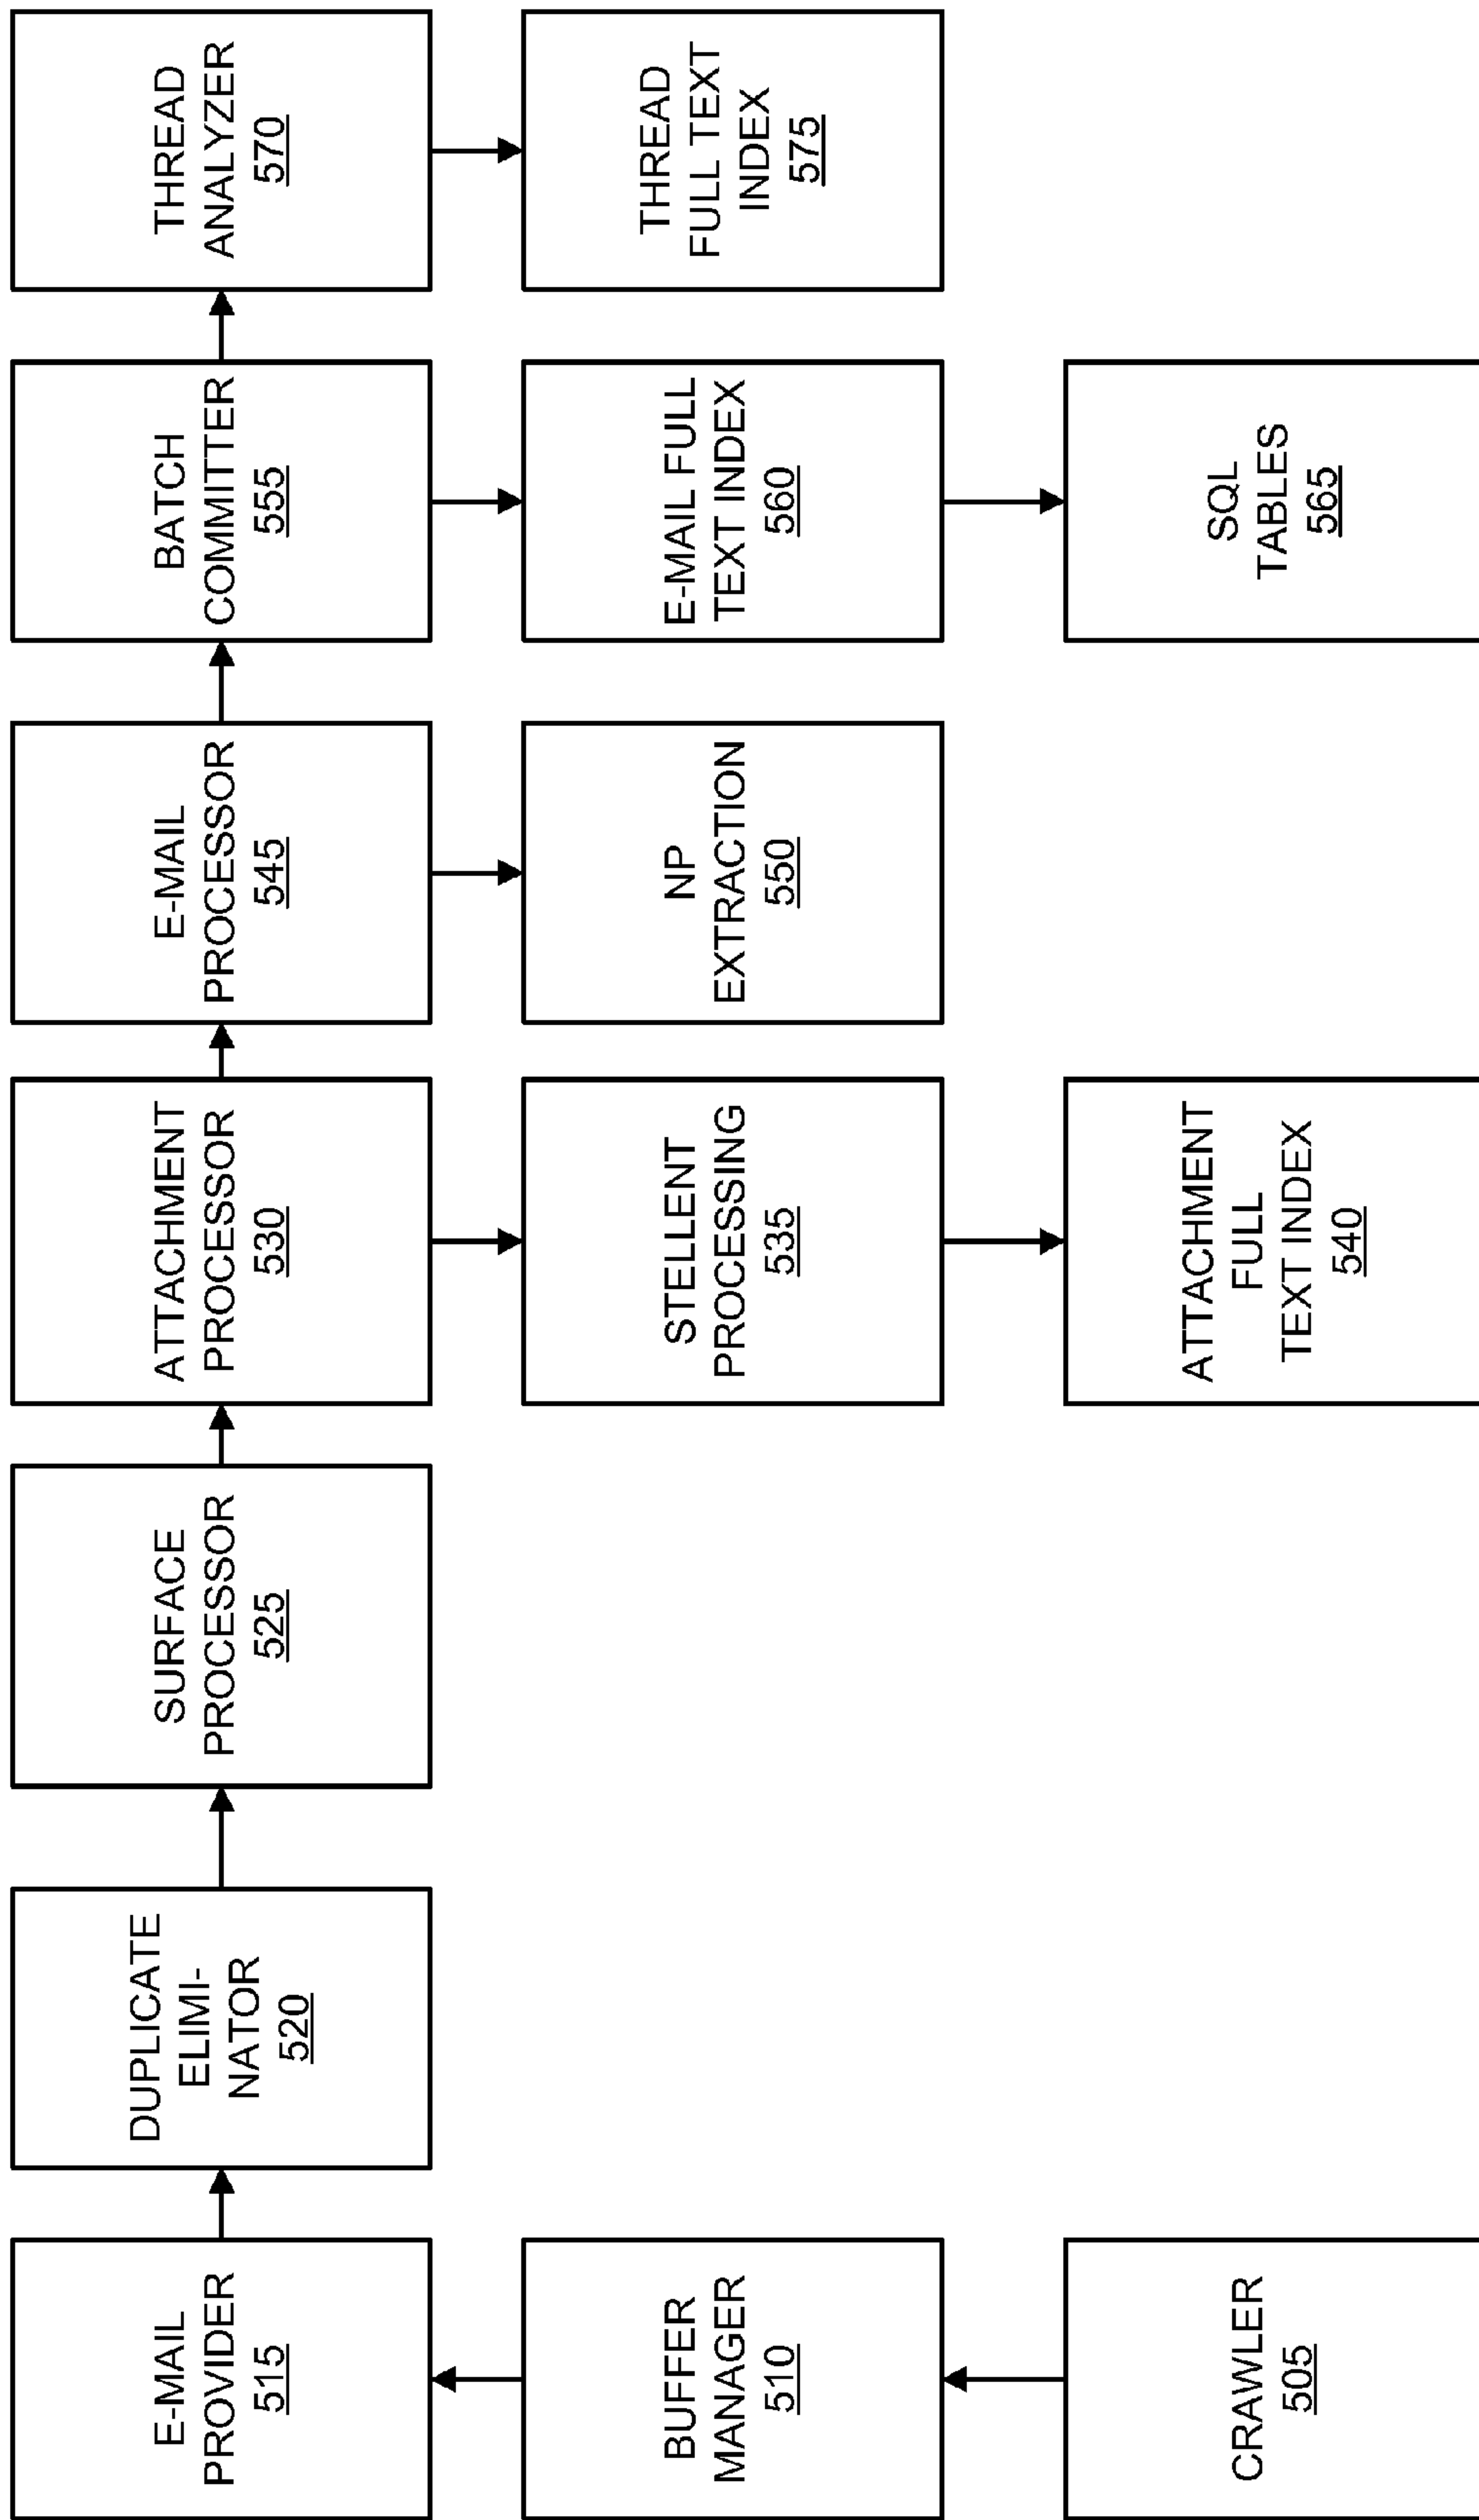 E-MAIL
PROVIDER
515
DUPLICATE
ELIMI-
NATOR
520
SURFACE
PROCESSOR
525
ATTACHMENT
PROCESSOR
530
E-MAIL
PROCESSOR
545
BATCH
COMMITTER
555
THREAD
ANALYZER
570
BUFFER
MANAGER
510
STELLENT
PROCESSING
535
NP
EXTRACTION
550
E-MAIL FULL
TEXT INDEX
560
THREAD
FULL TEXT
INDEX
575
CRAWLER
505
ATTACHMENT
FULL
TEXT INDEX
540
SQL
TABLES
565